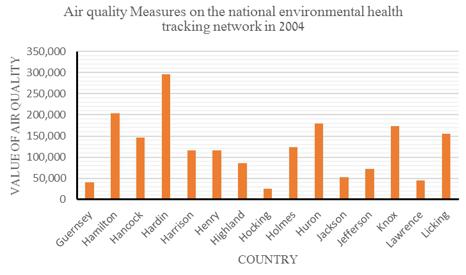 Air quality Measures on the national environmental health
tracking network in 2004
VALUE OF AIR QUALITY
350,000
300,000
250,000
200,000
150,000
100,000
50,000
0
Guernsey
Hamilton
Hancock
Hardin
Harrison
Henry
Highland
Hocking
Holmes
Huron
Jackson
Jefferson
Knox
Lawrence
Licking
COUNTRY